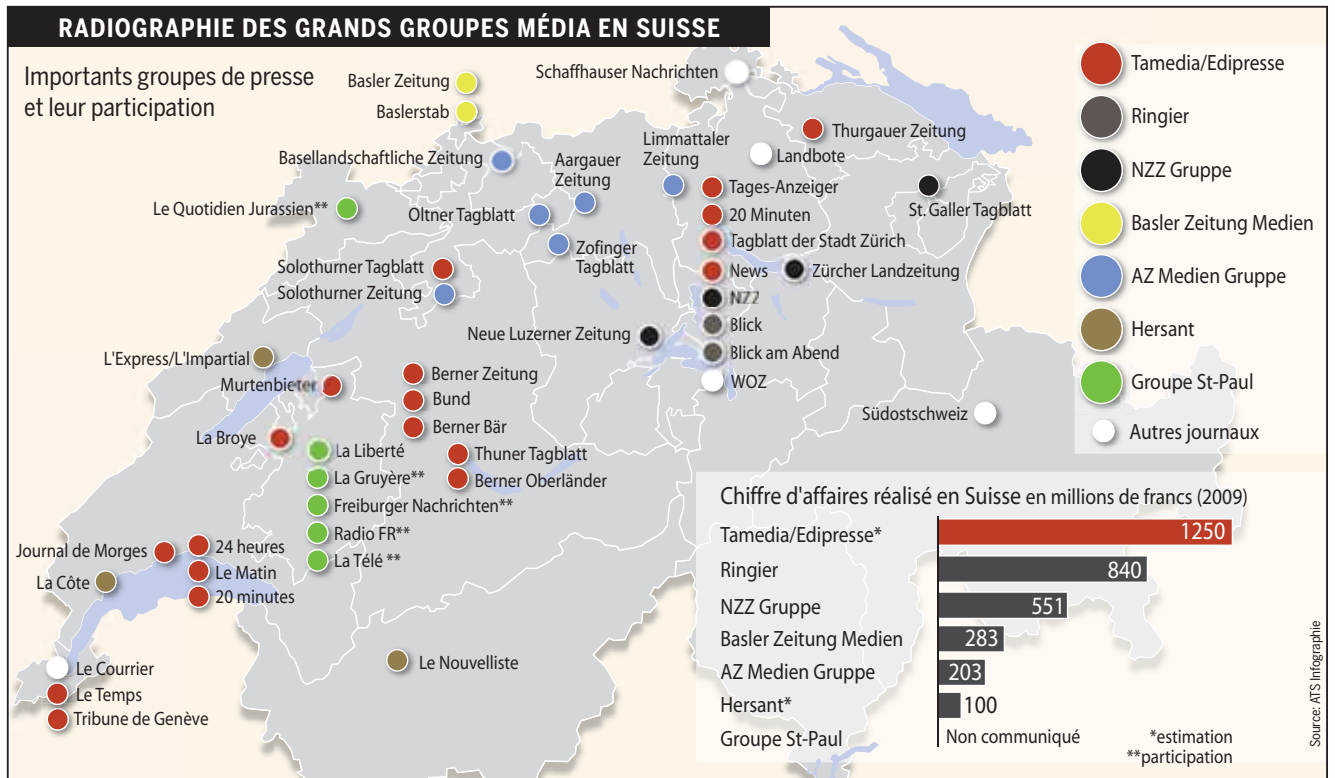 RADIOGRAPHIE DES GRANDS GROUPES MÉDIA EN SUISSE
Importants groupes de presse
et leur participation
Basler Zeitung
Baslerstab
Schaffhauser Nachrichten
Basellandschaftliche Zeitung
Aargauer
Zeitung
Limmattaler
Zeitung
Landbote
Thurgauer Zeitung
Le Quotidien Jurassien**
Oltner Tagblatt
Zofinger
Tagblatt
Tages-Anzeiger
20 Minuten
Tagblatt der Stadt Zürich
News
NZZ
Blick
Blick am Abend
WOZ
St. Galler Tagblatt
Zürcher Landzeitung
Solothurner Tagblatt
Solothurner Zeitung
Neue Luzerner Zeitung
L'Express/L'Impartial
Murtenbieter
La Broye
Berner Zeitung
Bund
Berner Bär
Thuner Tagblatt
Berner Oberländer
Südostschweiz
La Liberté
La Gruyère**
Freiburger Nachrichten**
Radio FR**
La Télé **
Journal de Morges
La Côte
24 heures
Le Matin
20 minutes
Le Courrier
Le Temps
Tribune de Genève
Le Nouvelliste
Tamedia/Edipresse
Ringier
NZZ Gruppe
Basler Zeitung Medien
AZ Medien Gruppe
Hersant
Groupe St-Paul
Autres journaux
Chiffre d'affaires réalisé en Suisse en millions de francs (2009)
Tamedia/Edipresse* 1250
Ringier 840
NZZ Gruppe 551
Basler Zeitung Medien 283
AZ Medien Gruppe 203
Hersant* 100
Groupe St-Paul Non communiqué
*estimation
**participation
Source: ATS Infographie